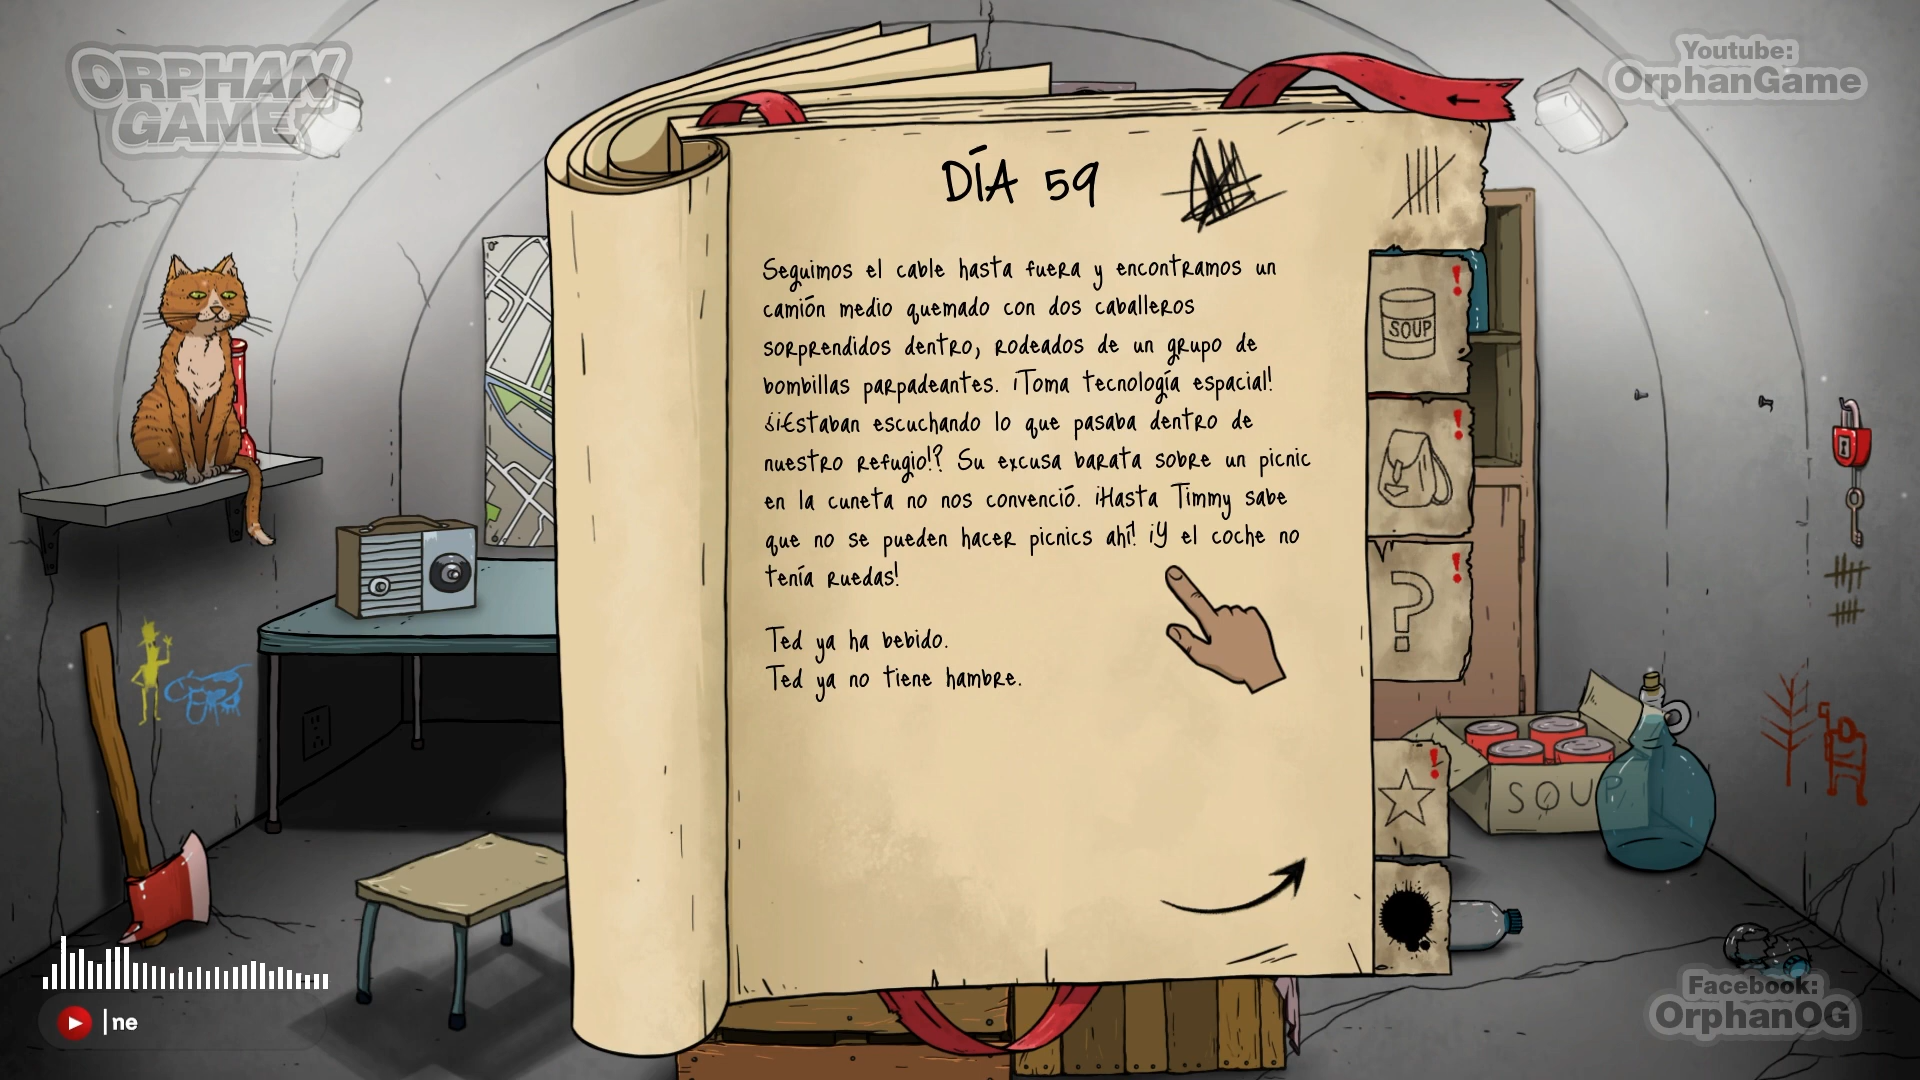 ORPHAN
GAME
Youtube:
OrphanGame
DÍA 59
Seguimos el cable hasta fuera y encontramos un
camión medio quemado con dos caballeros
sorprendidos dentro, rodeados de un grupo de
bombillas parpadeantes. ¡Toma tecnología espacial!
¿¡Estaban escuchando lo que pasaba dentro de
nuestro refugio!? Su excusa barata sobre un picnic
en la cuneta no nos convenció. ¡Hasta Timmy sabe
que no se pueden hacer picnics ahí! ¡Y el coche no
tenía ruedas!
Ted ya ha bebido.
Ted ya no tiene hambre.
SOUP
!
!
?
!
!
SOUP
ne
Facebook:
OrphanOG